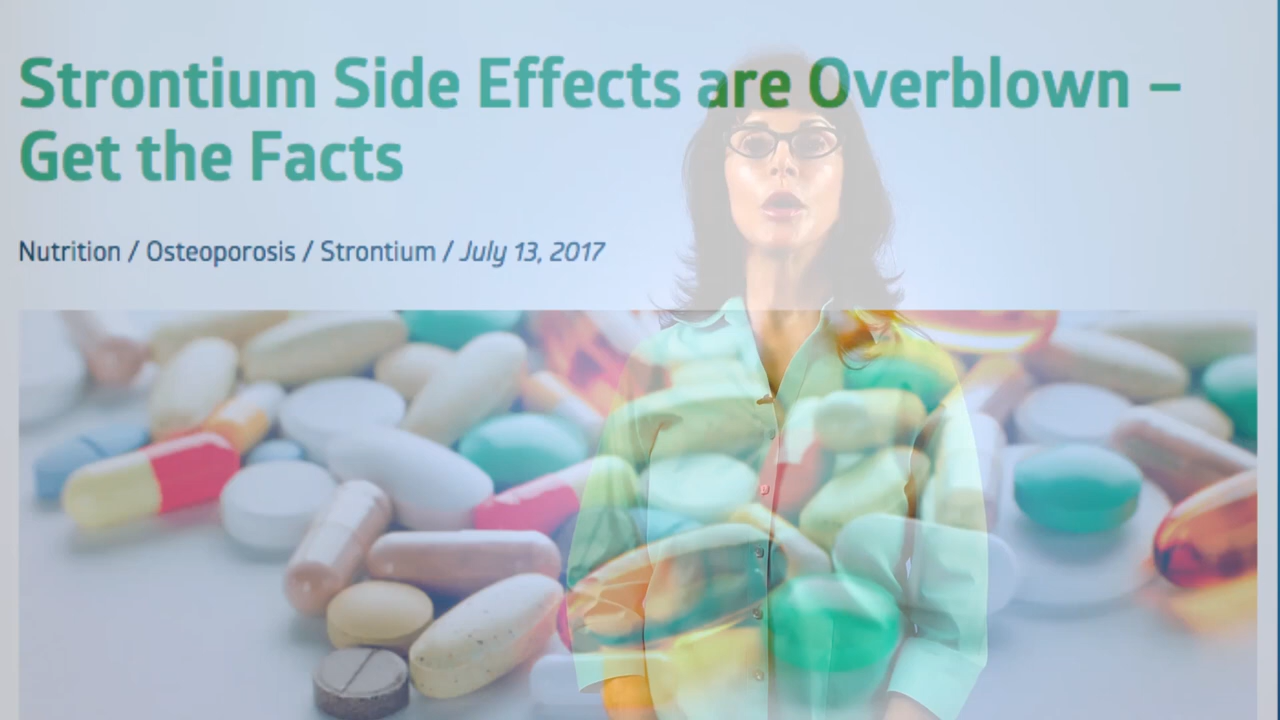 Strontium Side Effects are Overblown –
Get the Facts
Nutrition / Osteoporosis / Strontium / July 13, 2017